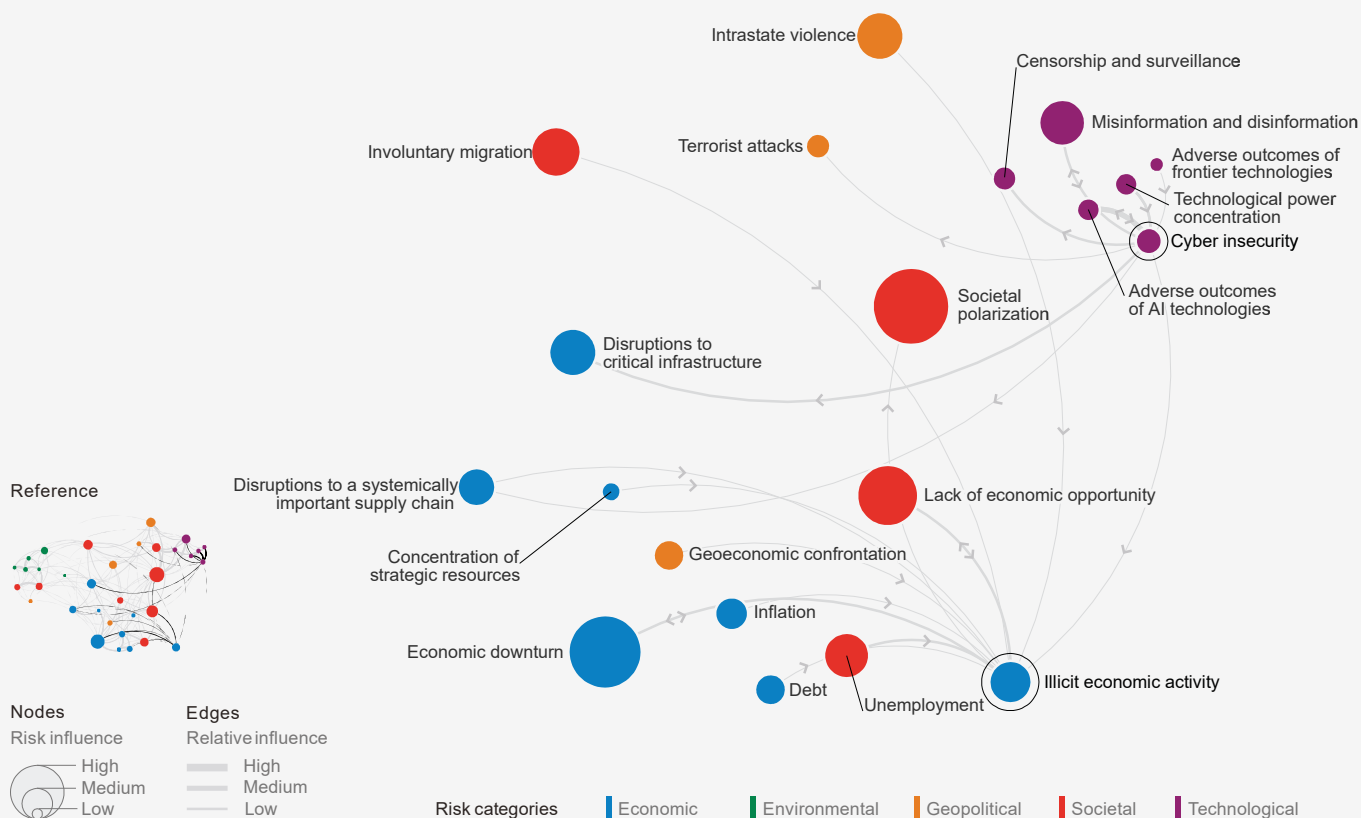 Intrastate violence
Censorship and surveillance
Misinformation and disinformation
Involuntary migration
Terrorist attacks
Adverse outcomes of
frontier technologies
Technological power
concentration
Cyber insecurity
Adverse outcomes
of AI technologies
Societal
polarization
Disruptions to
critical infrastructure
Disruptions to a systemically
important supply chain
Lack of economic opportunity
Concentration of
strategic resources
Geoeconomic confrontation
Inflation
Economic downturn
Debt
Unemployment
Illicit economic activity
Reference
Nodes
Risk influence
High
Medium
Low
Edges
Relative influence
High
Medium
Low
Risk categories
Economic
Environmental
Geopolitical
Societal
Technological